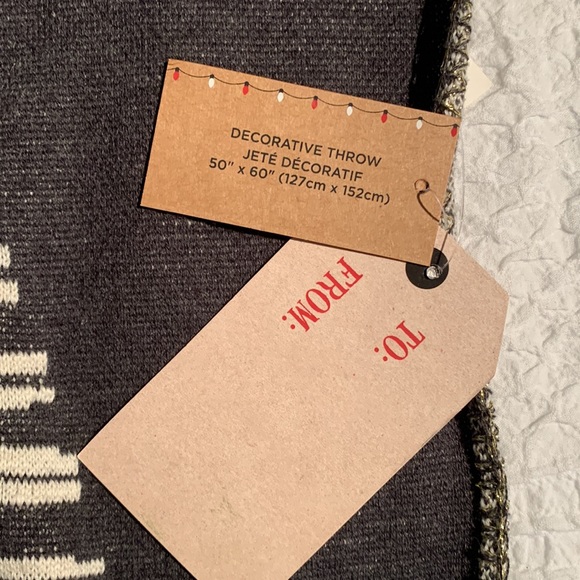 DECORATIVE THROW
JETÉ DÉCORATIF
50" x 60" (127cm x 152cm)
TO:
FROM: